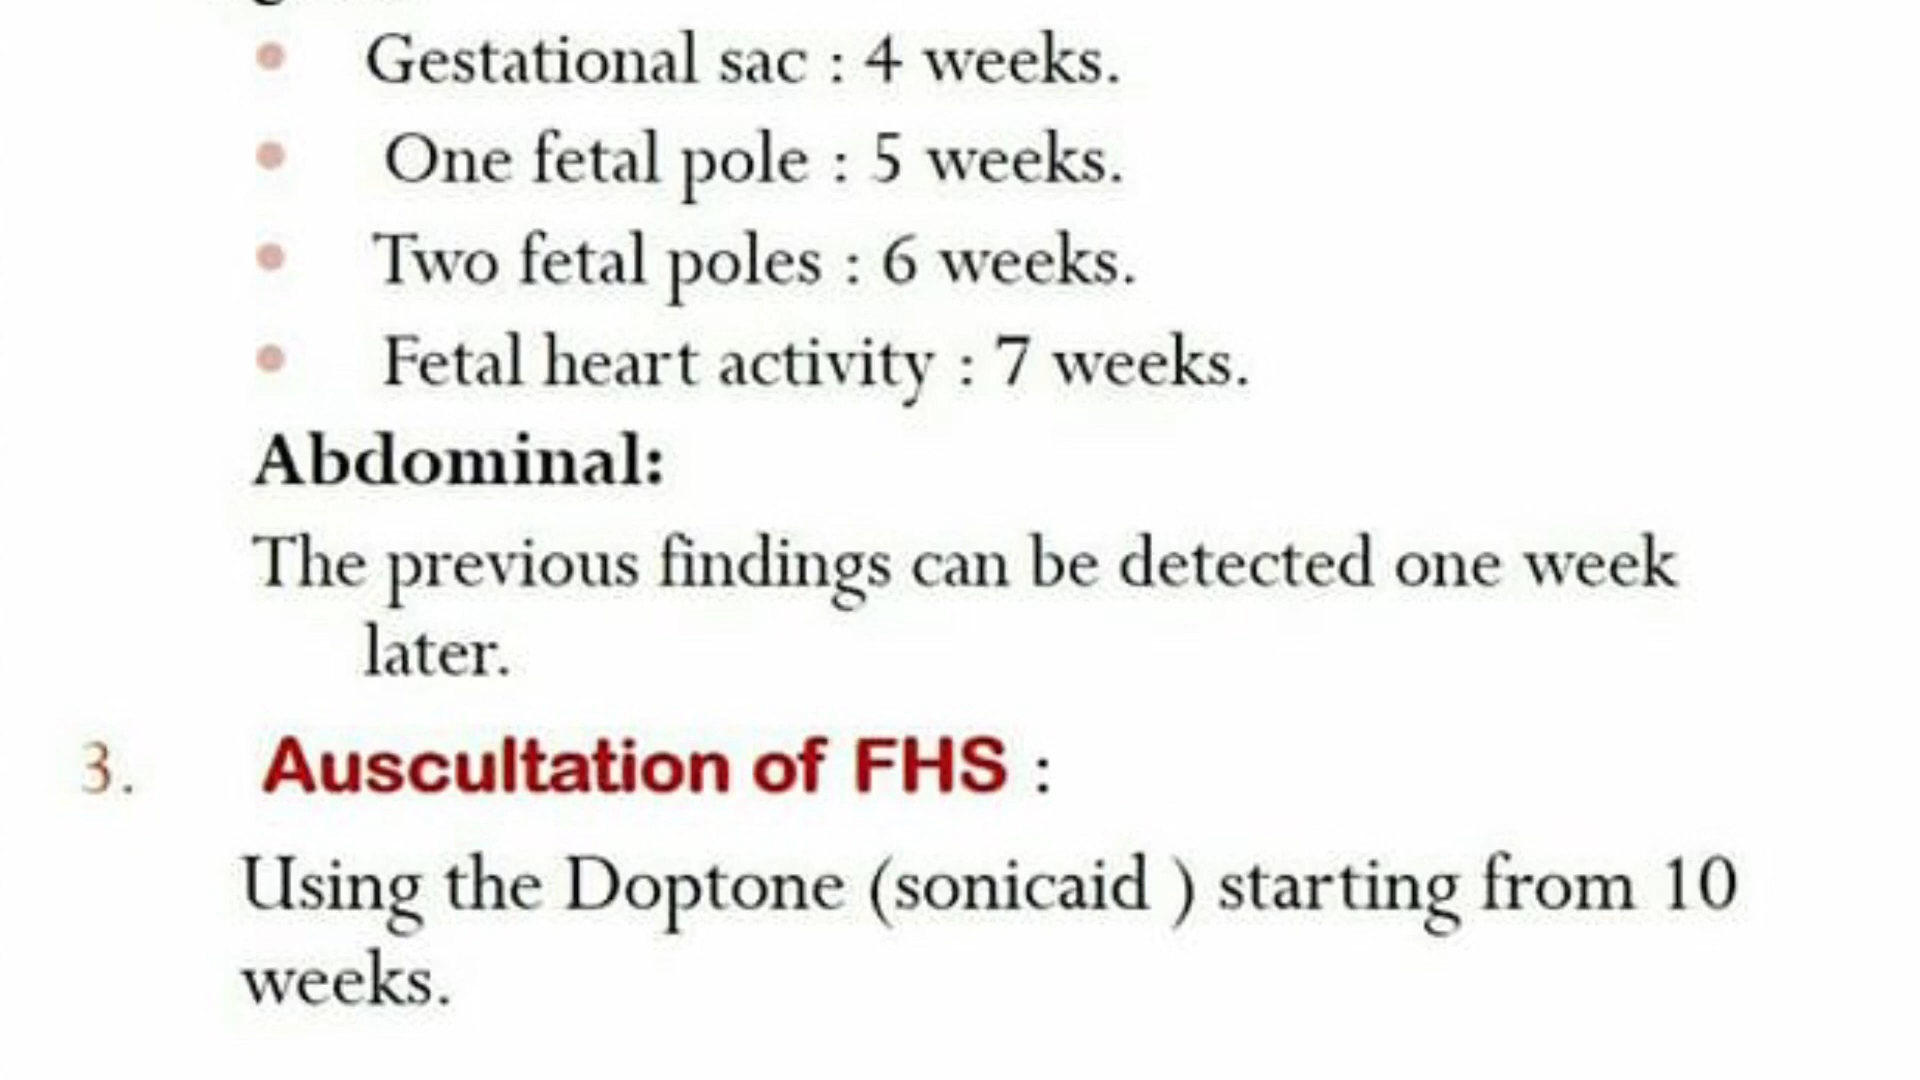 Gestational sac : 4 weeks.
One fetal pole : 5 weeks.
Two fetal poles : 6 weeks.
Fetal heart activity : 7 weeks.
Abdominal:
The previous findings can be detected one week
later.
3. Auscultation of FHS :
Using the Doptone (sonicaid ) starting from 10
weeks.